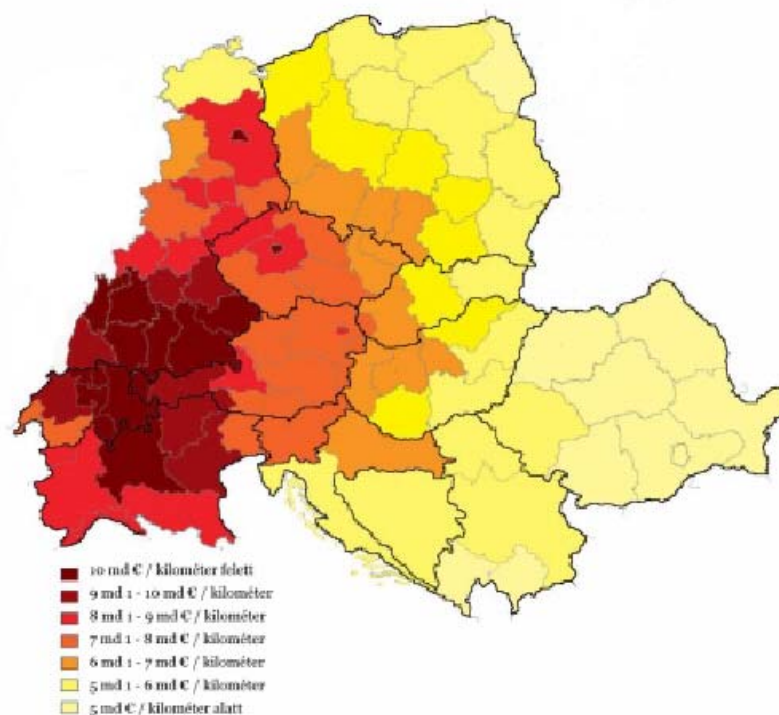 10 md € / kilométer felett
9 md 1 - 10 md € / kilométer
8 md 1 - 9 md € / kilométer
7 md 1 - 8 md € / kilométer
6 md 1 - 7 md € / kilométer
5 md 1 - 6 md € / kilométer
5 md € / kilométer alatt